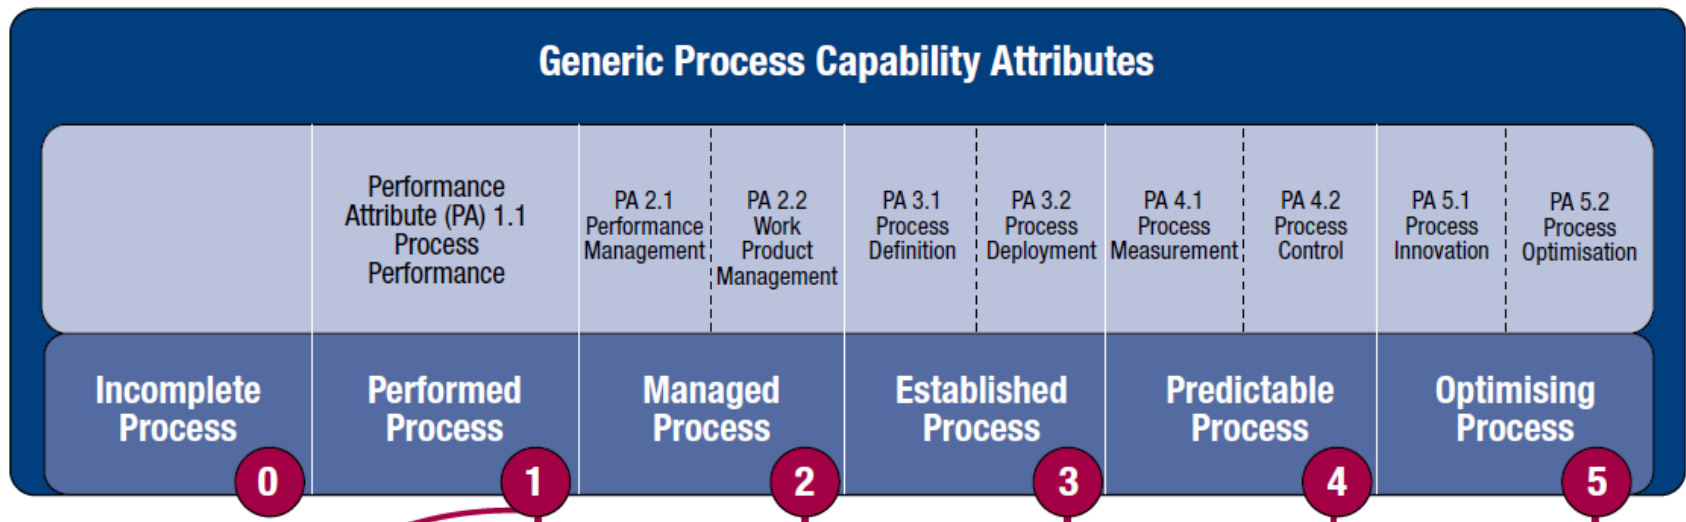 Generic Process Capability Attributes
Performance
Attribute (PA) 1.1
Process
Performance
PA 2.1
Performance
Management
PA 2.2
Work
Product
Management
PA 3.1
Process
Definition
PA 3.2
Process
Deployment
PA 4.1
Process
Measurement
PA 4.2
Process
Control
PA 5.1
Process
Innovation
PA 5.2
Process
Optimisation
Incomplete
Process
0
Performed
Process
1
Managed
Process
2
Established
Process
3
Predictable
Process
4
Optimising
Process
5